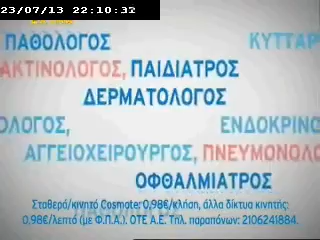 23/07/13 22:10:32
ΠΑΘΟΛΟΓΟΣ ΚΥΤΤΑΡ
ΑΚΤΙΝΟΛΟΓΟΣ, ΠΑΙΔΙΑΤΡΟΣ
ΔΕΡΜΑΤΟΛΟΓΟΣ
ΟΛΟΓΟΣ, ΕΝΔΟΚΡΙΝΟ
ΑΓΓΕΙΟΧΕΙΡΟΥΡΓΟΣ, ΠΝΕΥΜΟΝΟΛΟ
ΟΦΘΑΛΜΙΑΤΡΟΣ
Σταθερό/κινητό Cosmote: 0,98€/κλήση, άλλα δίκτυα κινητής:
0,98€/λεπτό (με Φ.Π.Α.). ΟΤΕ Α.Ε. Τηλ. παραπόνων: 2106241884.